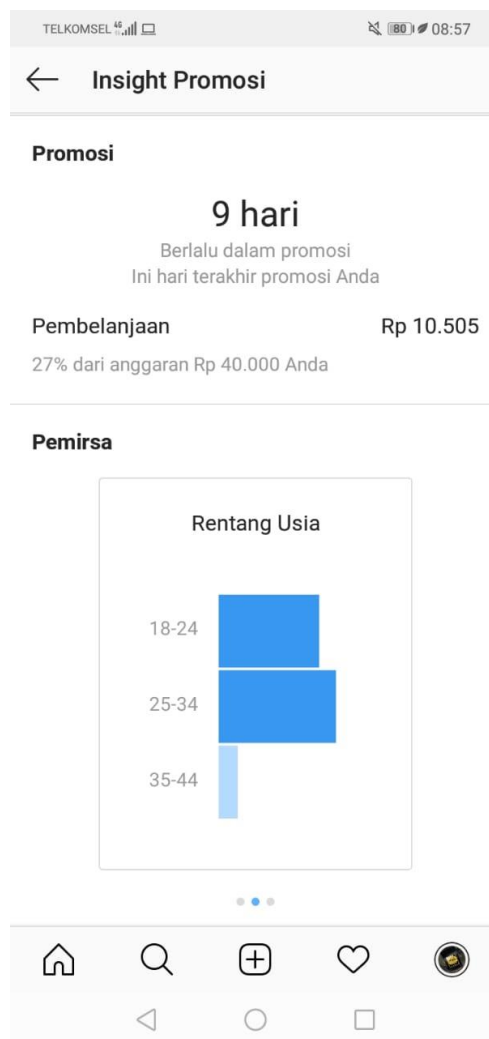 TELKOMSEL 4G 80 08:57
Insight Promosi
Promosi
9 hari
Berlalu dalam promosi
Ini hari terakhir promosi Anda
Pembelanjaan Rp 10.505
27% dari anggaran Rp 40.000 Anda
Pemirsa
Rentang Usia
18-24
25-34
35-44